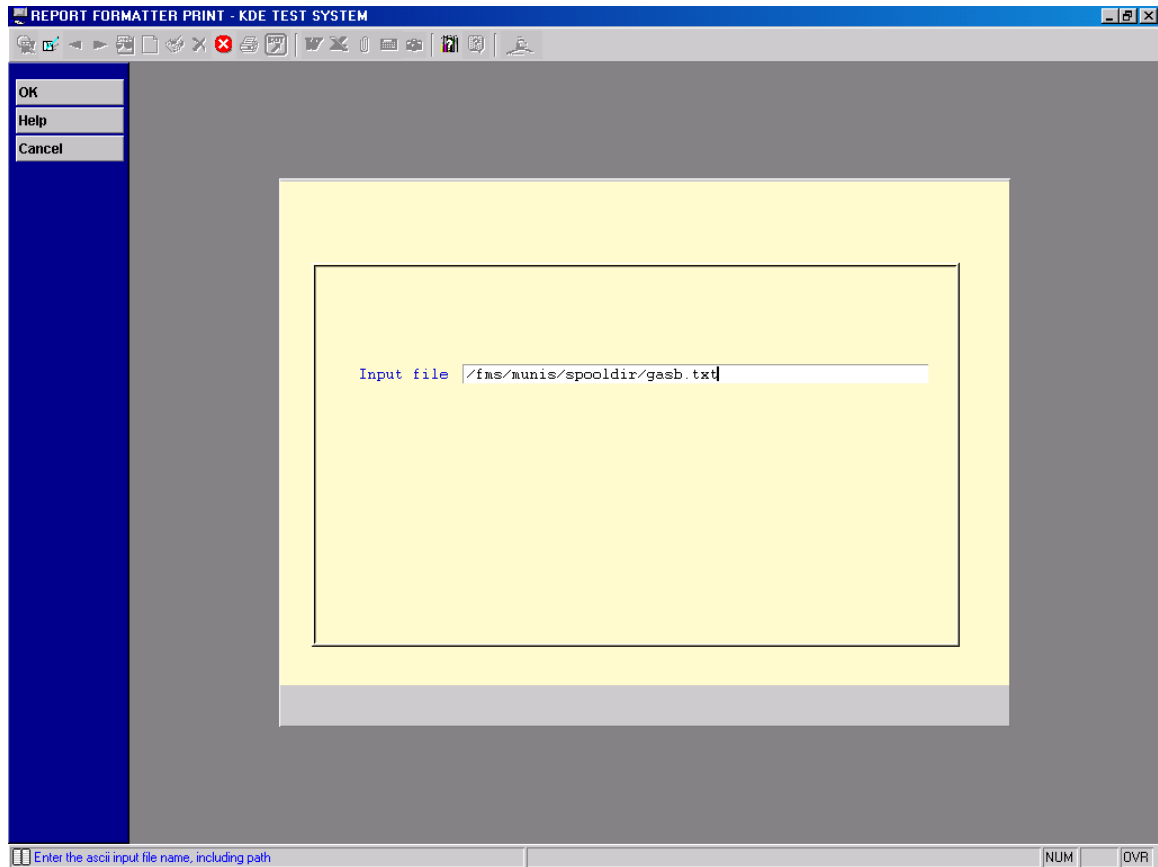 REPORT FORMATTER PRINT - KDE TEST SYSTEM
OK
Help
Cancel
Input file /fms/munis/spooldir/gasb.txt
Enter the ascii input file name, including path
NUM
OVR